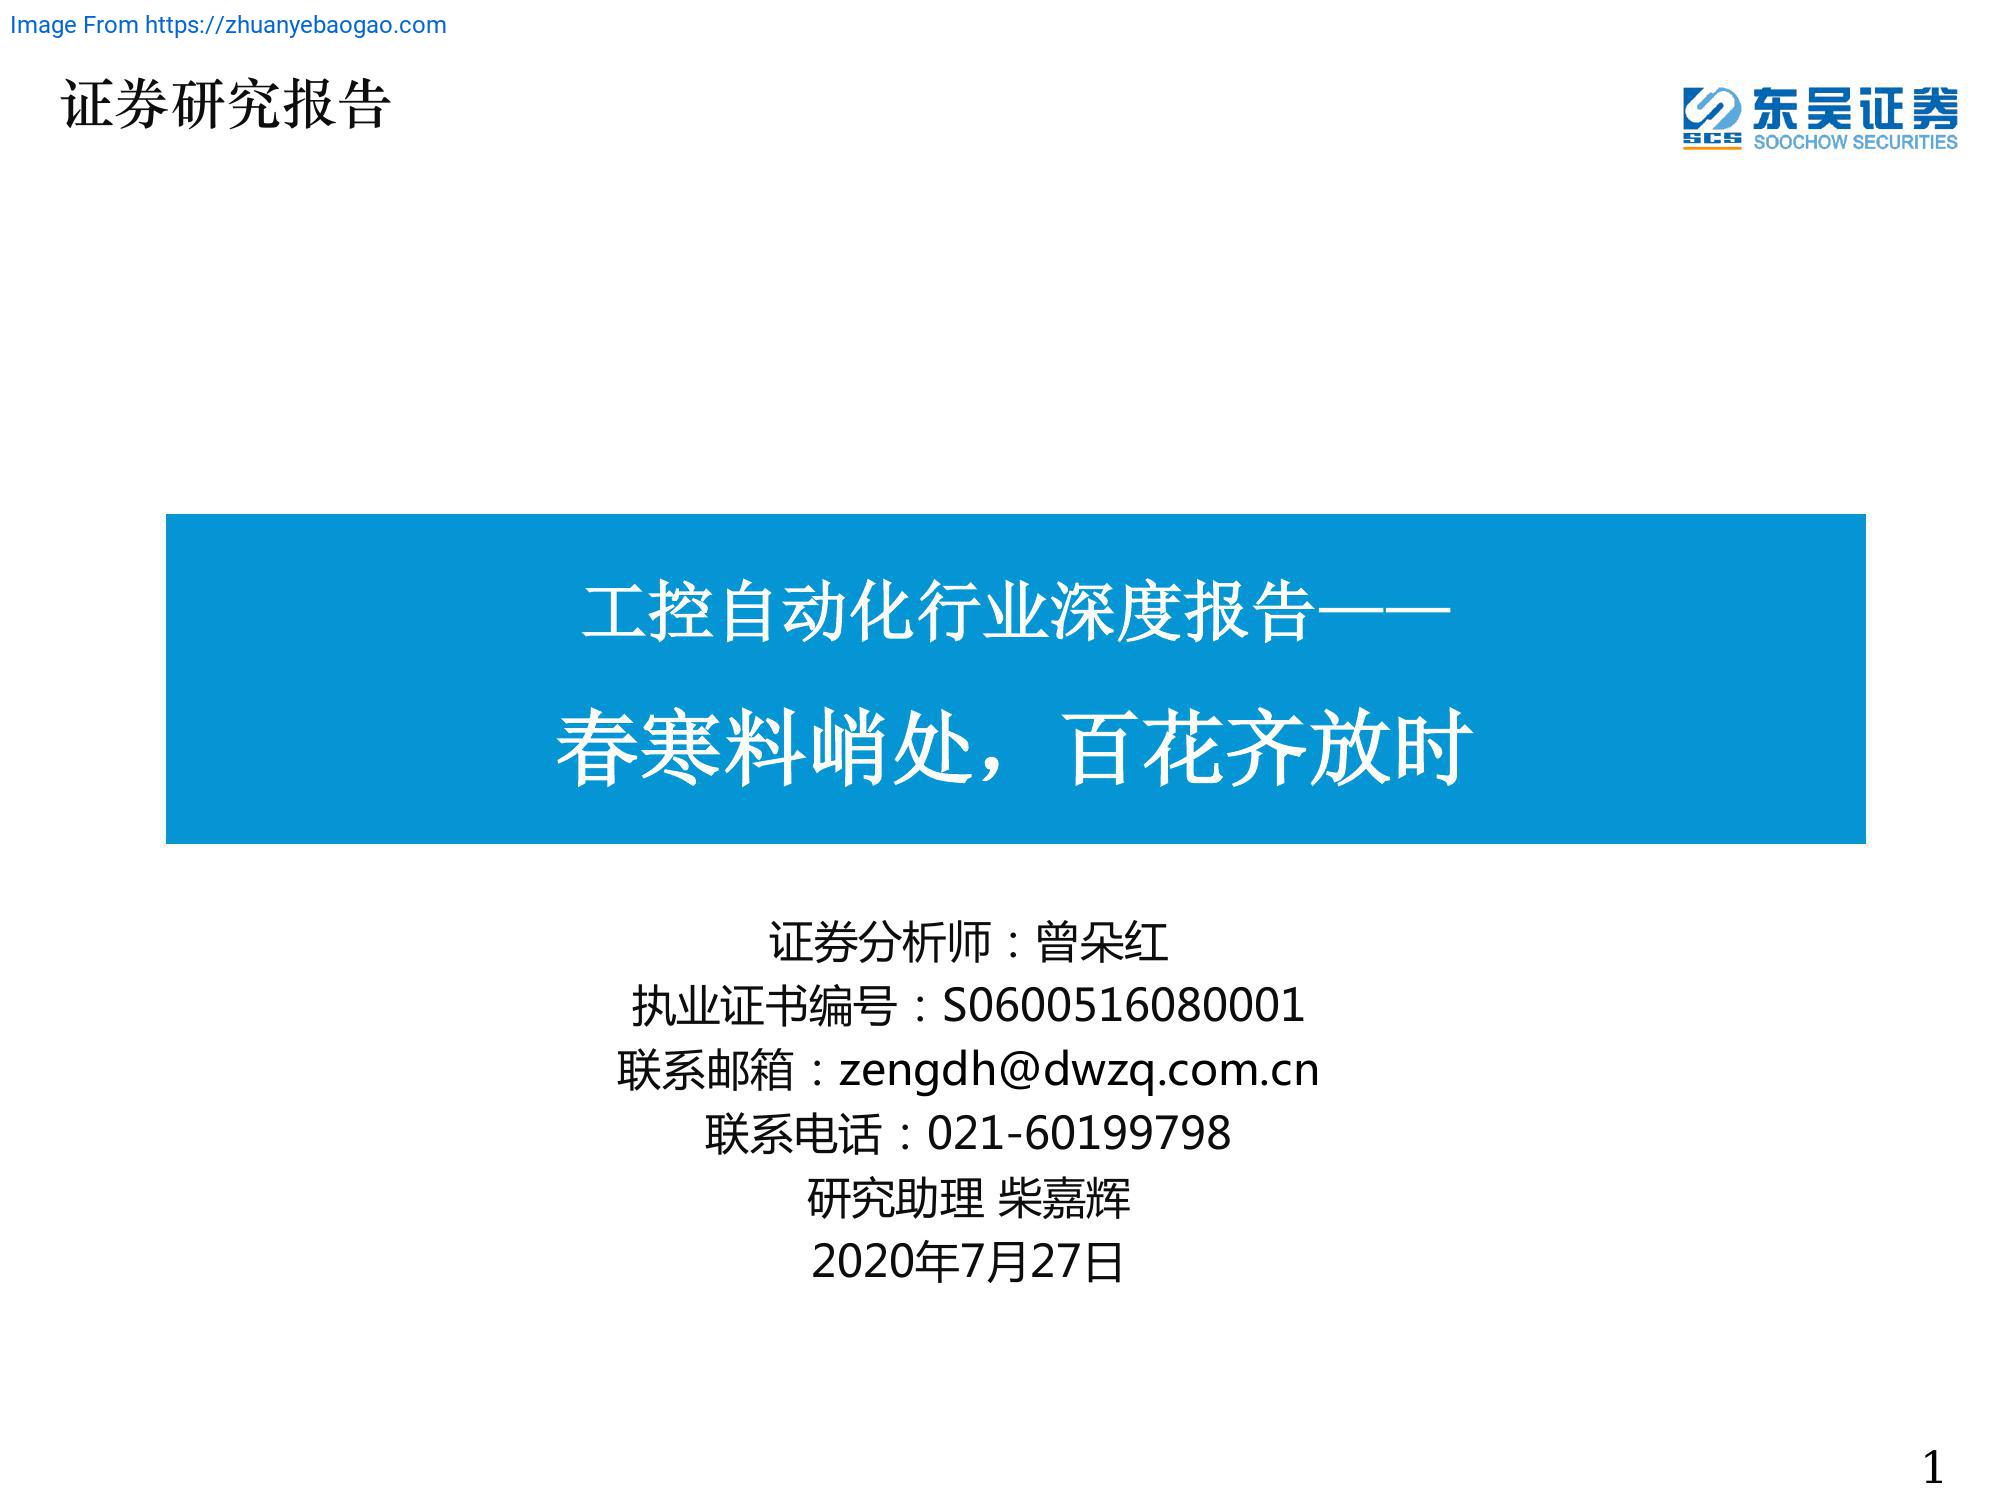 Image From https://zhuanyebaogao.com
证券研究报告
东吴证券
SCS
SOOCHOW SECURITIES
工控自动化行业深度报告——
春寒料峭处，百花齐放时
证券分析师：曾朵红
执业证书编号：S0600516080001
联系邮箱：zengdh@dwzq.com.cn
联系电话：021-60199798
研究助理 柴嘉辉
2020年7月27日
1